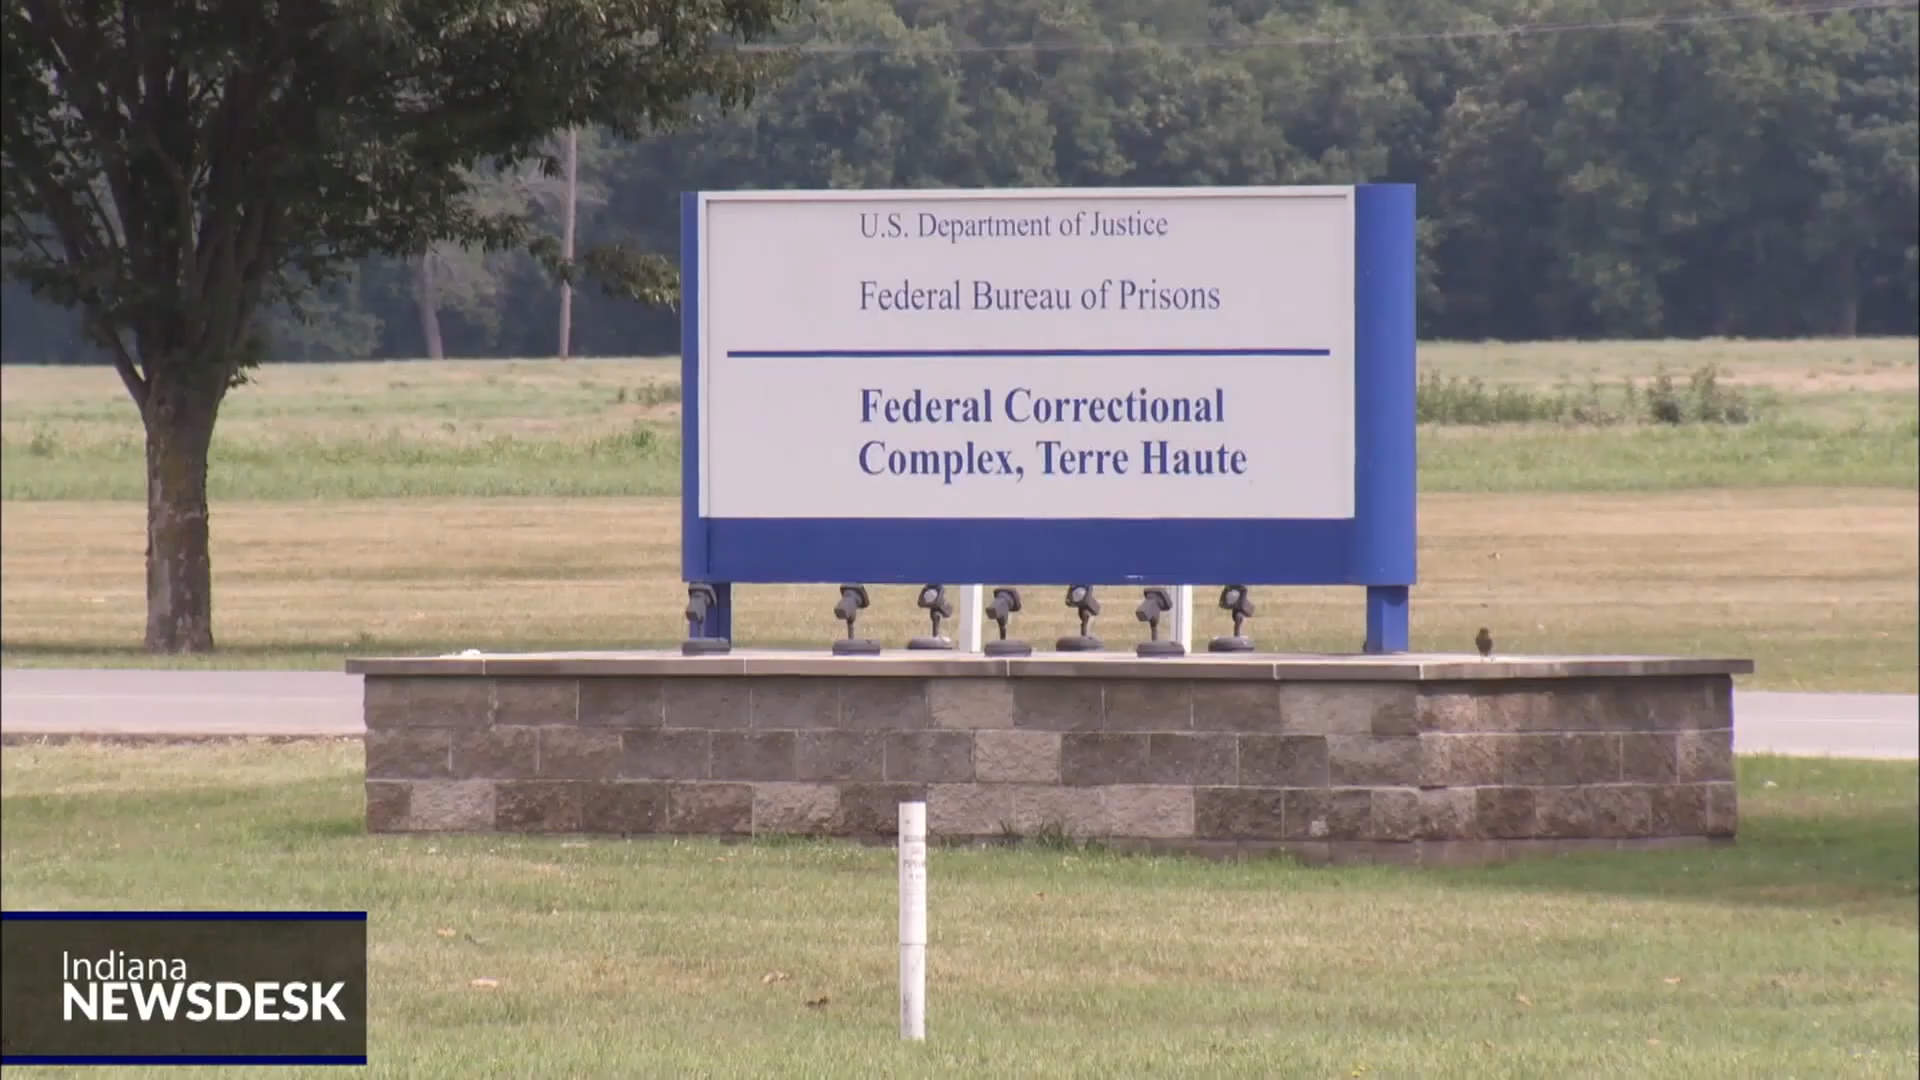 U.S. Department of Justice
Federal Bureau of Prisons
Federal Correctional
Complex, Terre Haute
Indiana
NEWSDESK